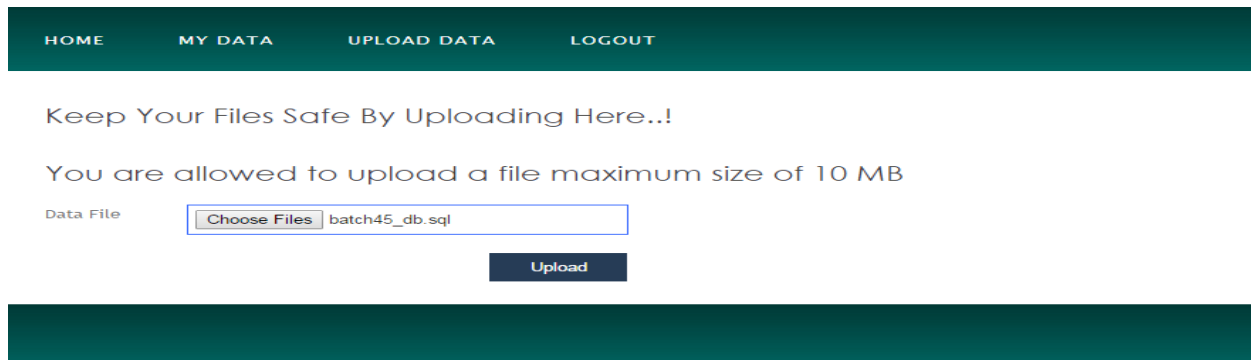 HOME MY DATA UPLOAD DATA LOGOUT
Keep Your Files Safe By Uploading Here..!
You are allowed to upload a file maximum size of 10 MB
Data File Choose Files batch45_db.sql
Upload